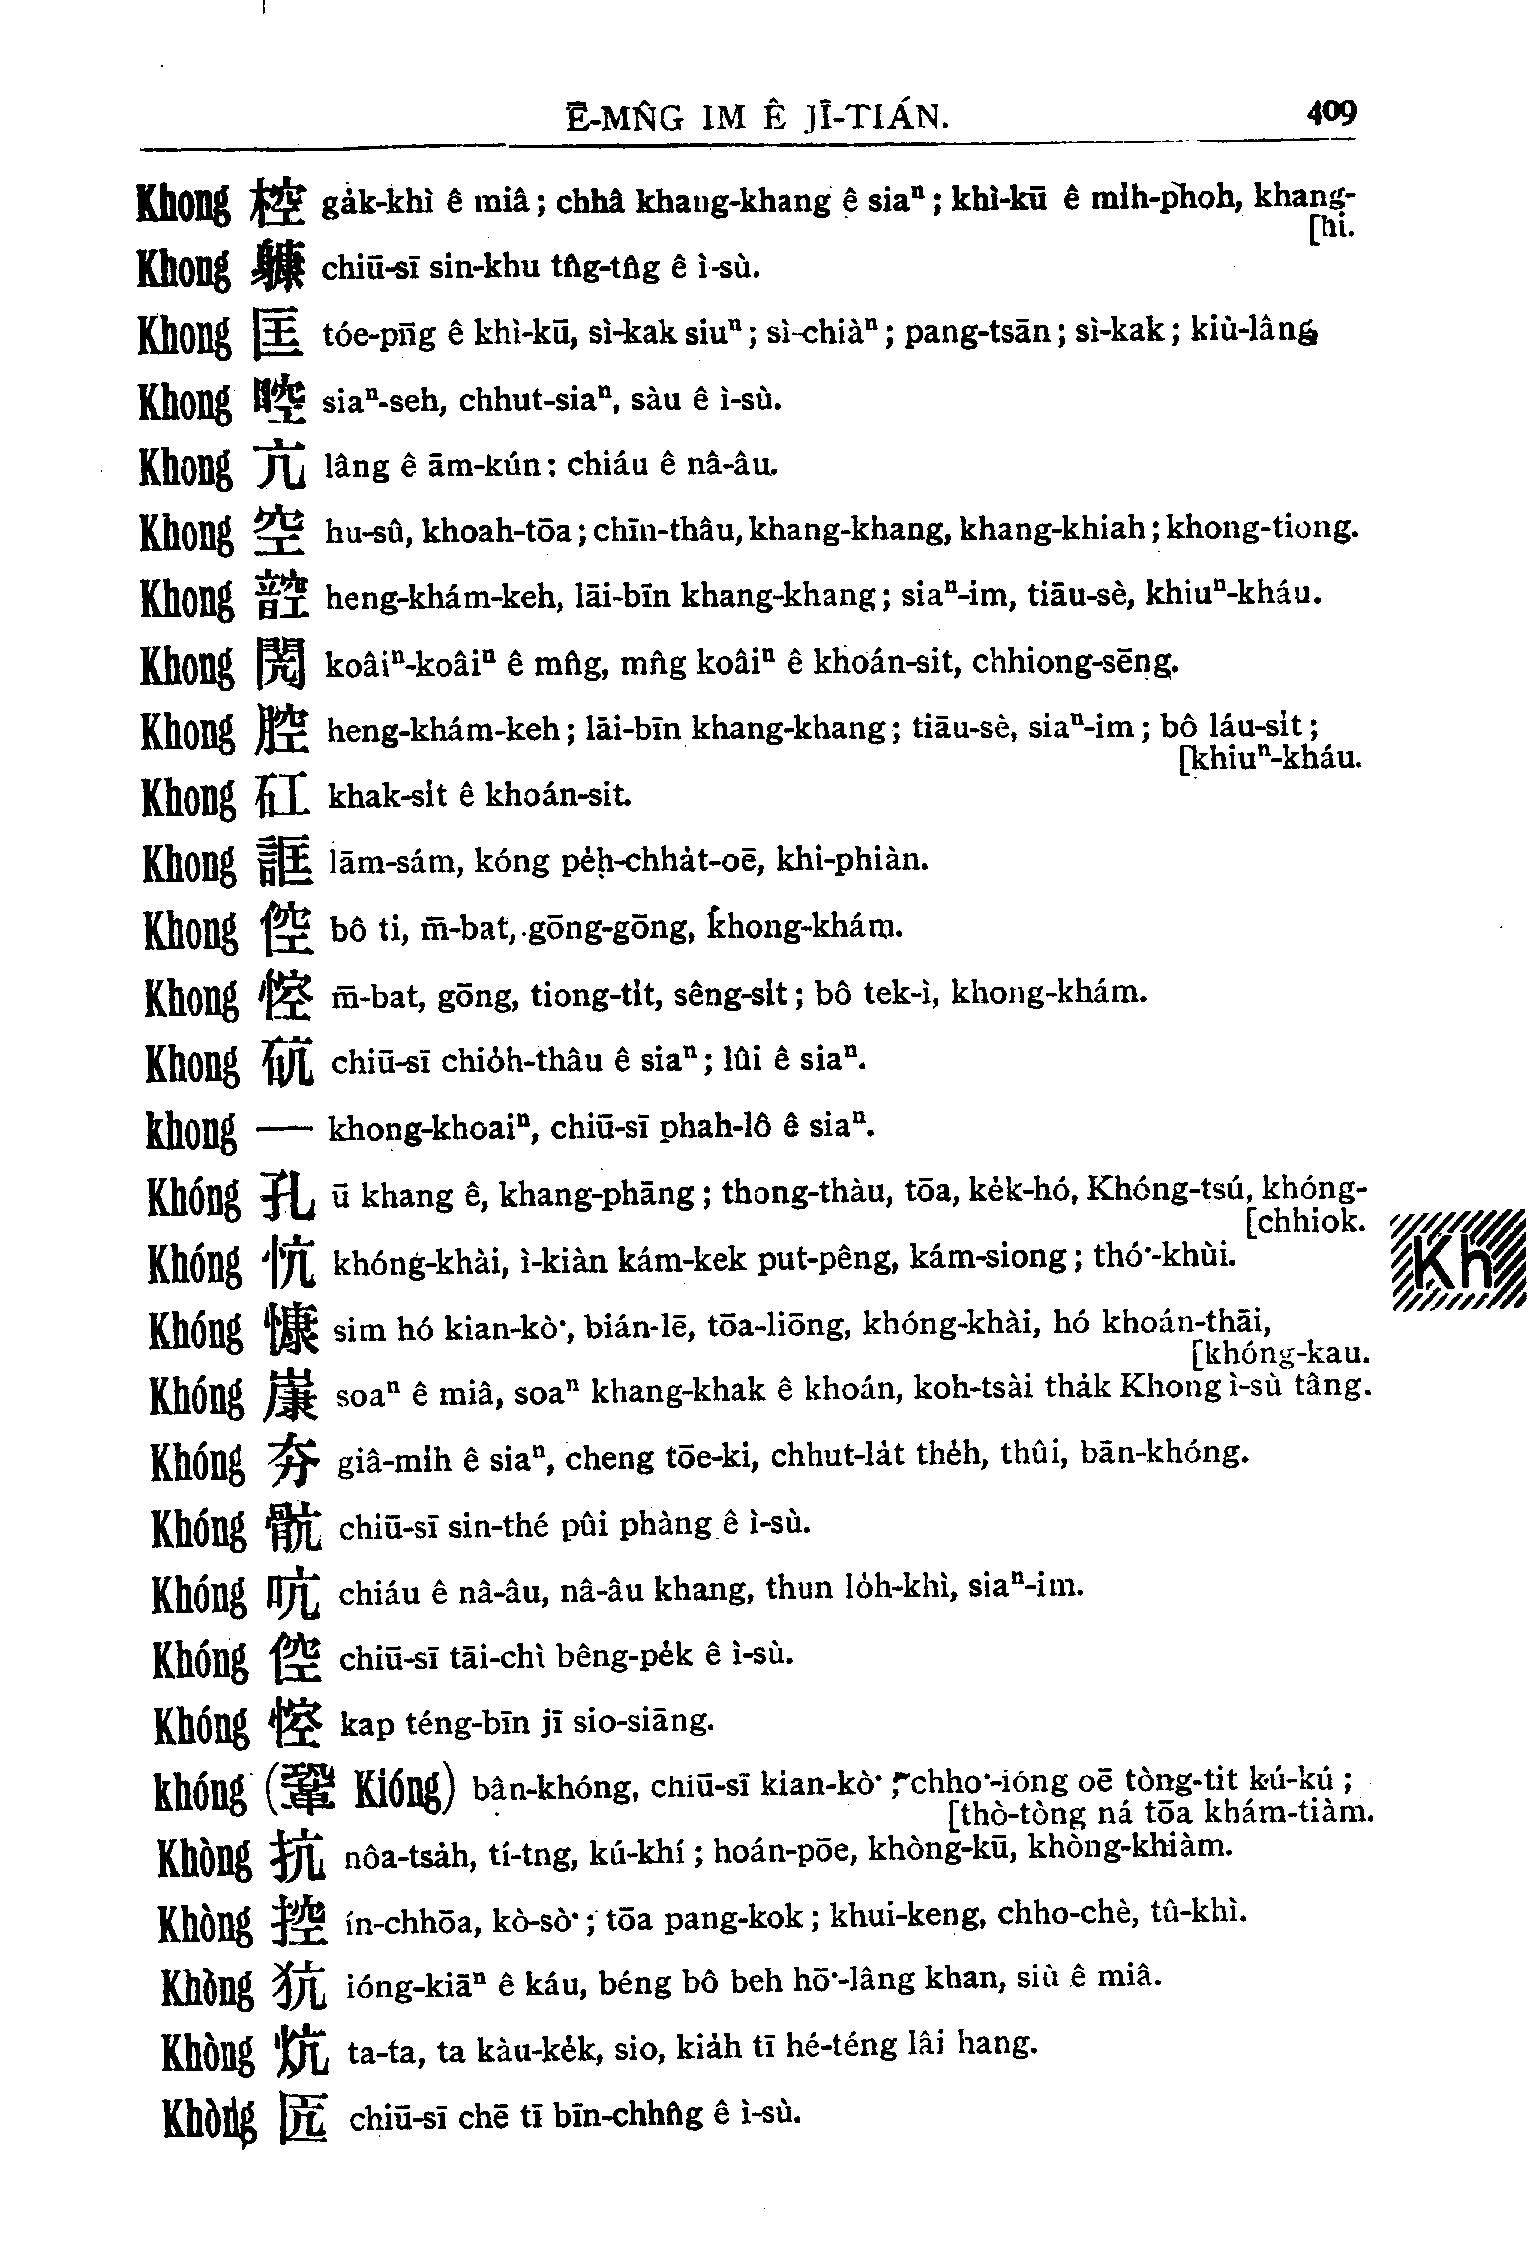 Ē-MN̂G IM Ê JĪ-TIÁN. 409
Khong 椌 ga̍k-khì ê miâ; chhâ khang-khang ê siaⁿ; khì-kū ê mi̍h-phoh, khang-
[hi.
Khong 躿 chiū-sī sin-khu tn̂g-tn̂g ê ì-sù.
Khong 匡 tóe-pn̄g ê khì-kū, sì-kak siuⁿ; sì-chiàⁿ; pang-tsān; sì-kak; kiù-lâng
Khong 啌 siaⁿ-seh, chhut-siaⁿ, sàu ê ì-sù.
Khong 亢 lâng ê ām-kún: chiáu ê nâ-âu.
Khong 空 hu-sû, khoah-tōa; chīn-thâu, khang-khang, khang-khiah; khong-tiong.
Khong heng-khám-keh, lāi-bīn khang-khang; siaⁿ-im, tiāu-sè, khiuⁿ-kháu.
Khong 閌 koâiⁿ-koâiⁿ ê mn̂g, mn̂g koâiⁿ ê khoán-sit, chhiong-sēng.
Khong 腔 heng-khám-keh; lāi-bīn khang-khang; tiāu-sè, siaⁿ-im; bô láu-si̍t;
[khiuⁿ-kháu.
Khong 矼 khak-si̍t ê khoán-sit.
Khong 誆 lām-sám, kóng pe̍h-chha̍t-oē, khi-phiàn.
Khong 倥 bô ti, m̄-bat, gōng-gōng, khong-khám.
Khong 悾 m̄-bat, gōng, tiong-ti̍t, sêng-si̍t; bô tek-ì, khong-khám.
Khong 砊 chiū-sī chio̍h-thâu ê siaⁿ; lûi ê siaⁿ.
khong — khong-khoaiⁿ, chiū-sī phah-lô ê siaⁿ.
Khóng 孔 ū khang ê, khang-phāng; thong-thàu, tōa, ke̍k-hó, Khóng-tsú, khóng-
[chhiok.
Khóng 忼 khóng-khài, ì-kiàn kám-kek put-pêng, kám-siong; thó͘-khùi.
Khóng 慷 sim hó kian-kò͘, bián-lē, tōa-liōng, khóng-khài, hó khoán-thāi,
[khóng-kau.
Khóng 嵻 soaⁿ ê miâ, soaⁿ khang-khak ê khoán, koh-tsài tha̍k Khong ì-sù tâng.
Khóng 夯 giâ-mi̍h ê siaⁿ, cheng tōe-ki, chhut-la̍t the̍h, thûi, bān-khóng.
Khóng 骯 chiū-sī sin-thé pûi phàng ê ì-sù.
Khóng 吭 chiáu ê nâ-âu, nâ-âu khang, thun lo̍h-khì, siaⁿ-im.
Khóng 倥 chiū-sī tāi-chì bêng-pe̍k ê ì-sù.
Khóng 悾 kap téng-bīn jī sio-siāng.
khóng (鞏 Kióng) bân-khóng, chiū-sī kian-kò͘; chho͘-ióng oē tòng-tit kú-kú;
[thò-tòng ná tōa khám-tiàm.
Khòng 抗 nôa-tsa̍h, tí-tng, kú-khí; hoán-pōe, khòng-kū, khòng-khiàm.
Khòng 控 ín-chhōa, kò-sò͘; tōa pang-kok; khui-keng, chho-chè, tû-khì.
Khòng 犺 ióng-kiāⁿ ê káu, béng bô beh hō͘-lâng khan, siù ê miâ.
Khòng 炕 ta-ta, ta kàu-ke̍k, sio, kia̍h tī hé-téng lâi hang.
Khòng 匟 chiū-sī chē tī bīn-chhn̂g ê ì-sù.
Kh